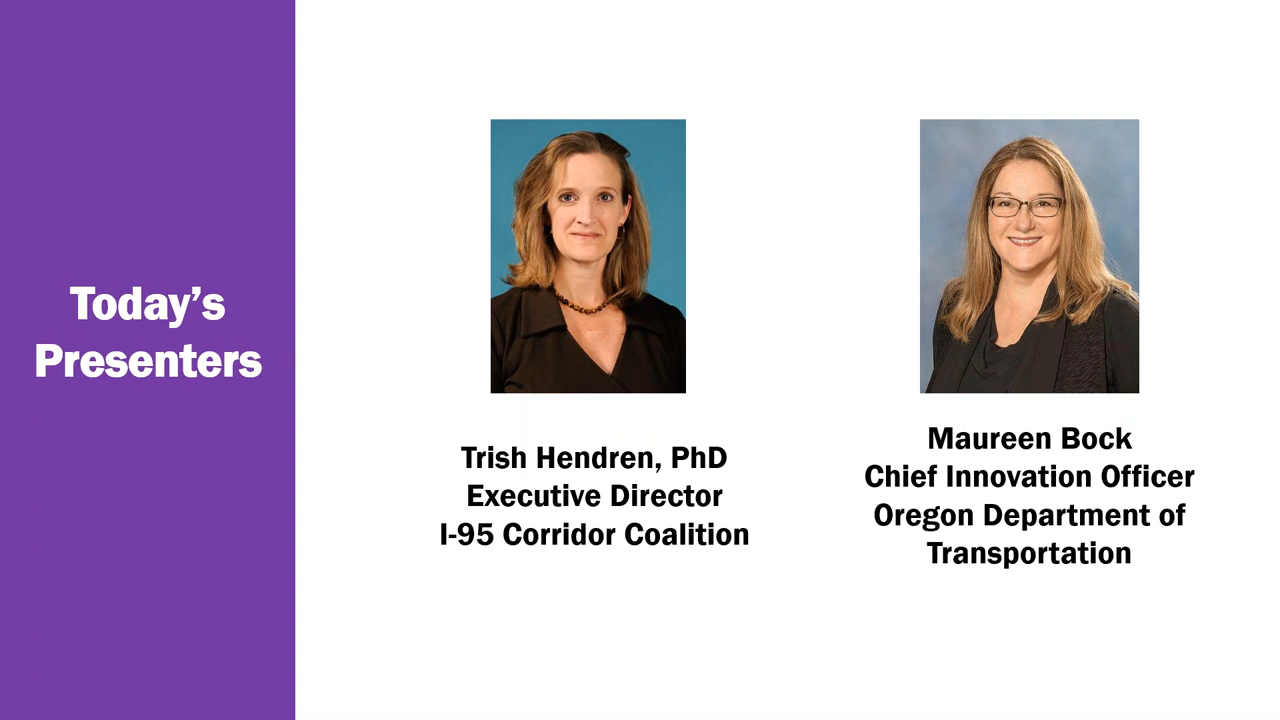 Today’s
Presenters
Trish Hendren, PhD
Executive Director
I-95 Corridor Coalition
Maureen Bock
Chief Innovation Officer
Oregon Department of
Transportation